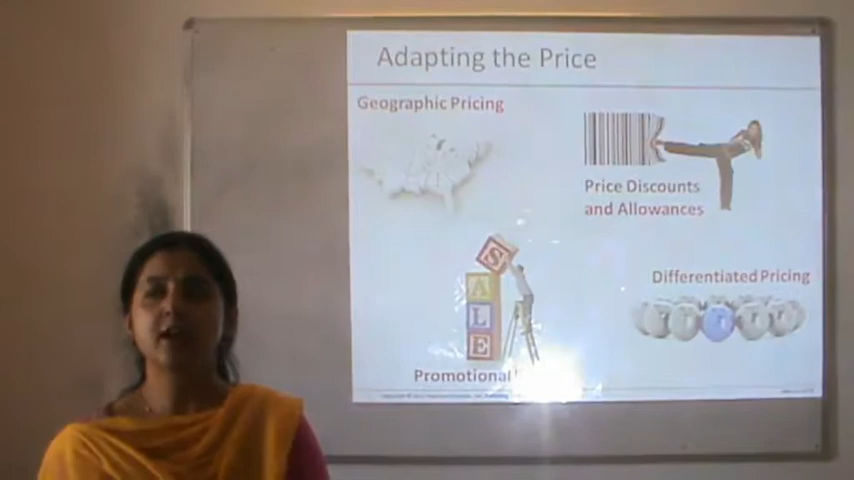 Adapting the Price
Geographic Pricing
Price Discounts
and Allowances
Differentiated Pricing
S
A
L
E
Promotional